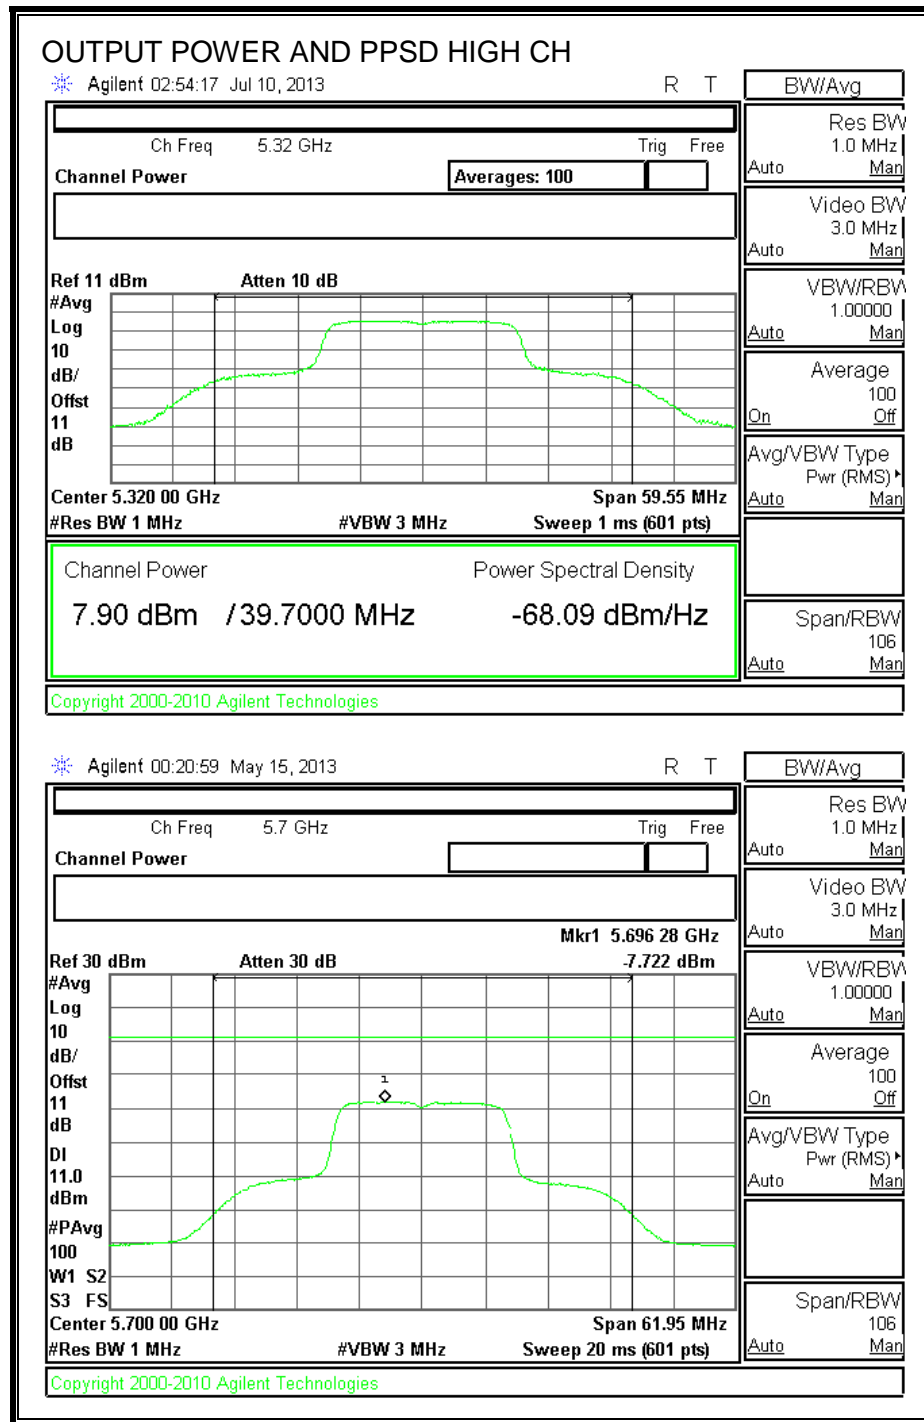 OUTPUT POWER AND PPSD HIGH CH
Agilent 02:54:17 Jul 10, 2013 R T
BW/Avg
Ch Freq 5.32 GHz Trig Free
Channel Power Averages: 100
Res BW
1.0 MHz
Auto Man
Video BW
3.0 MHz
Auto Man
Ref 11 dBm Atten 10 dB
#Avg
Log
10
dB/
Offst
11
dB
VBW/RBW
1.00000
Auto Man
Average
100
On Off
Avg/VBW Type
Pwr (RMS)
Auto Man
Center 5.320 00 GHz Span 59.55 MHz
#Res BW 1 MHz #VBW 3 MHz Sweep 1 ms (601 pts)
Channel Power Power Spectral Density
7.90 dBm /39.7000 MHz -68.09 dBm/Hz
Span/RBW
106
Auto Man
Copyright 2000-2010 Agilent Technologies
Agilent 00:20:59 May 15, 2013 R T
BW/Avg
Ch Freq 5.7 GHz Trig Free
Channel Power
Res BW
1.0 MHz
Auto Man
Video BW
3.0 MHz
Auto Man
Mkr1 5.696 28 GHz
Ref 30 dBm Atten 30 dB -7.722 dBm
#Avg
Log
10
dB/
Offst
11
dB
DI
11.0
dBm
#PAvg
100
W1 S2
S3 FS
1
VBW/RBW
1.00000
Auto Man
Average
100
On Off
Avg/VBW Type
Pwr (RMS)
Auto Man
Center 5.700 00 GHz Span 61.95 MHz
#Res BW 1 MHz #VBW 3 MHz Sweep 20 ms (601 pts)
Span/RBW
106
Auto Man
Copyright 2000-2010 Agilent Technologies